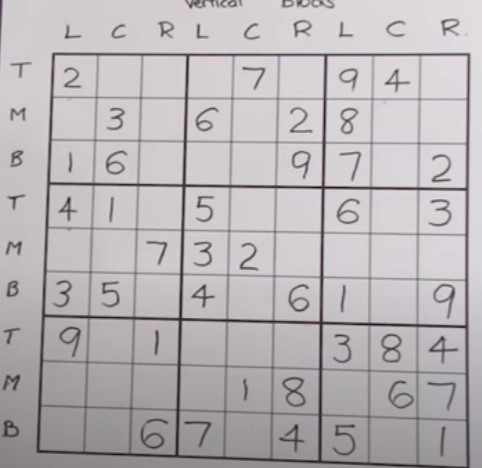 Vertical Blocks
L C R L C R L C R
T 2 7 9 4
M 3 6 2 8
B 1 6 9 7 2
T 4 1 5 6 3
M 7 3 2
B 3 5 4 6 1 9
T 9 1 3 8 4
M 1 8 6 7
B 6 7 4 5 1